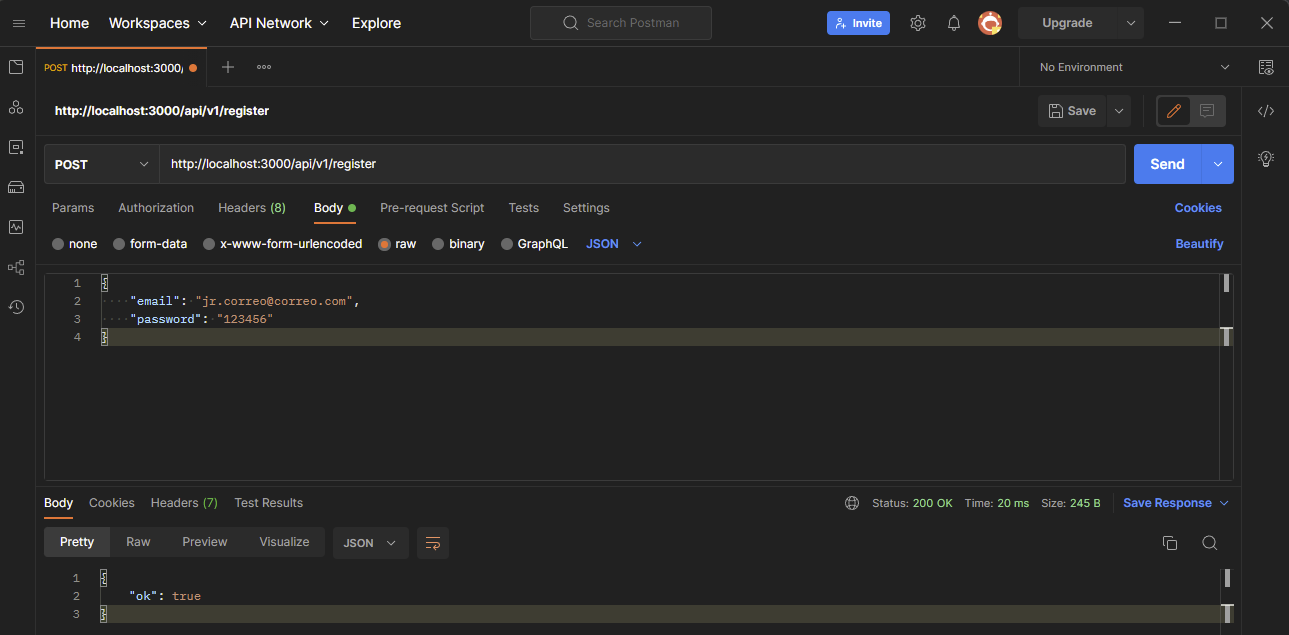 Home Workspaces API Network Explore Search Postman Invite Upgrade
POST http://localhost:3000/ No Environment
http://localhost:3000/api/v1/register Save
POST http://localhost:3000/api/v1/register Send
Params Authorization Headers (8) Body Pre-request Script Tests Settings Cookies
none form-data x-www-form-urlencoded raw binary GraphQL JSON Beautify
1 {
2 "email": "jr.correo@correo.com",
3 "password": "123456"
4 }
Body Cookies Headers (7) Test Results Status: 200 OK Time: 20 ms Size: 245 B Save Response
Pretty Raw Preview Visualize JSON
1 {
2 "ok": true
3 }